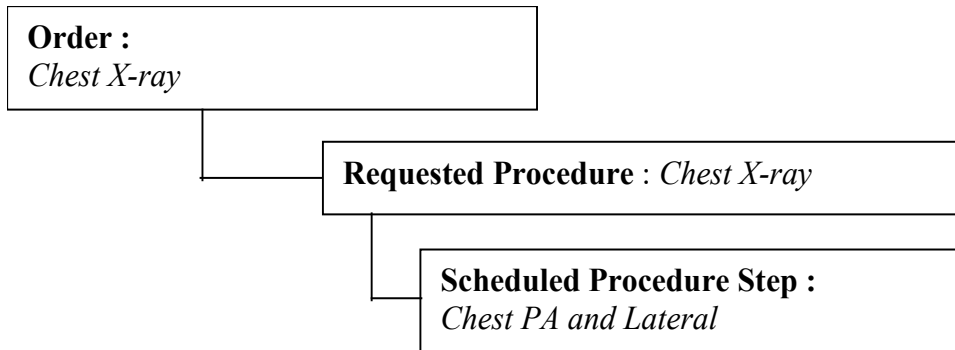 Order :
Chest X-ray
Requested Procedure : Chest X-ray
Scheduled Procedure Step :
Chest PA and Lateral